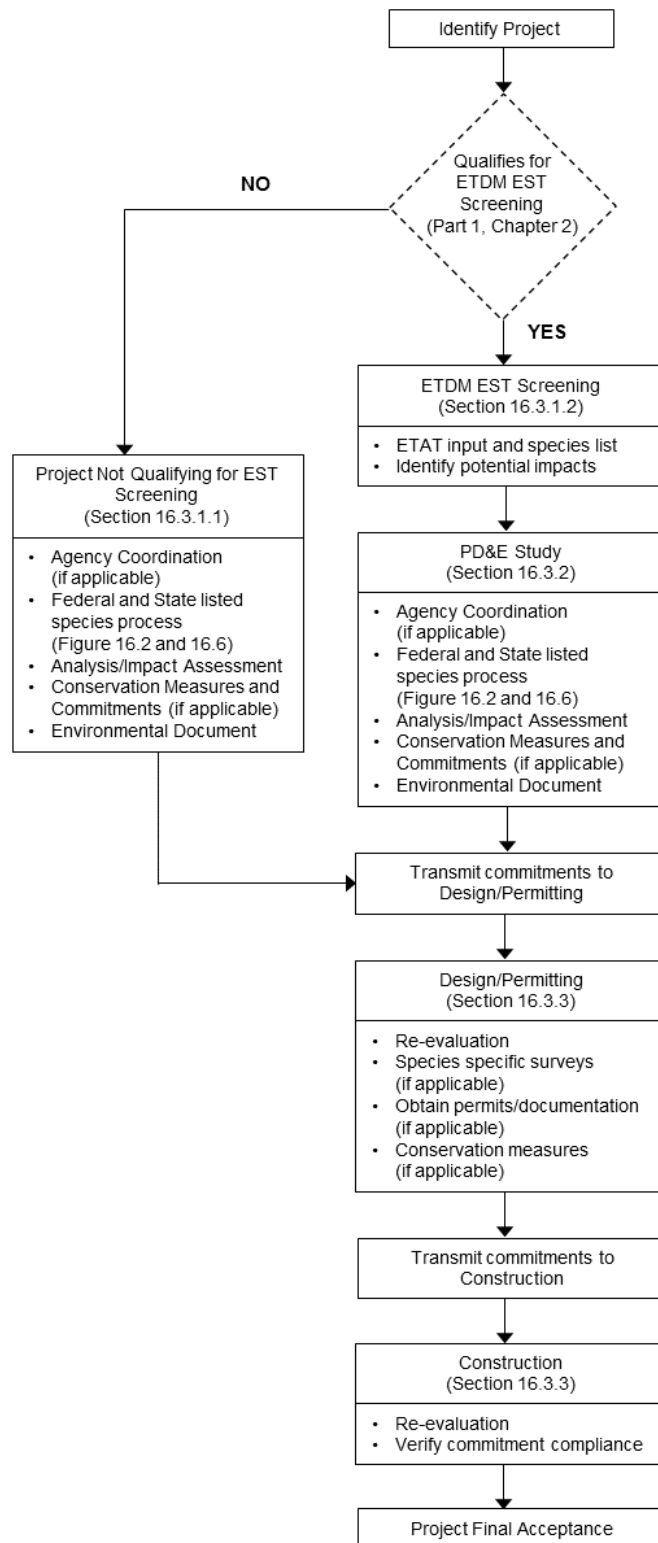 Identify Project
Qualifies for
ETDM EST
Screening
(Part 1, Chapter 2)
NO
YES
ETDM EST Screening
(Section 16.3.1.2)
• ETAT input and species list
• Identify potential impacts
Project Not Qualifying for EST
Screening
(Section 16.3.1.1)
• Agency Coordination
(if applicable)
• Federal and State listed
species process
(Figure 16.2 and 16.6)
• Analysis/Impact Assessment
• Conservation Measures and
Commitments (if applicable)
• Environmental Document
PD&E Study
(Section 16.3.2)
• Agency Coordination
(if applicable)
• Federal and State listed
species process
(Figure 16.2 and 16.6)
• Analysis/Impact Assessment
• Conservation Measures and
Commitments (if applicable)
• Environmental Document
Transmit commitments to
Design/Permitting
Design/Permitting
(Section 16.3.3)
• Re-evaluation
• Species specific surveys
(if applicable)
• Obtain permits/documentation
(if applicable)
• Conservation measures
(if applicable)
Transmit commitments to
Construction
Construction
(Section 16.3.3)
• Re-evaluation
• Verify commitment compliance
Project Final Acceptance